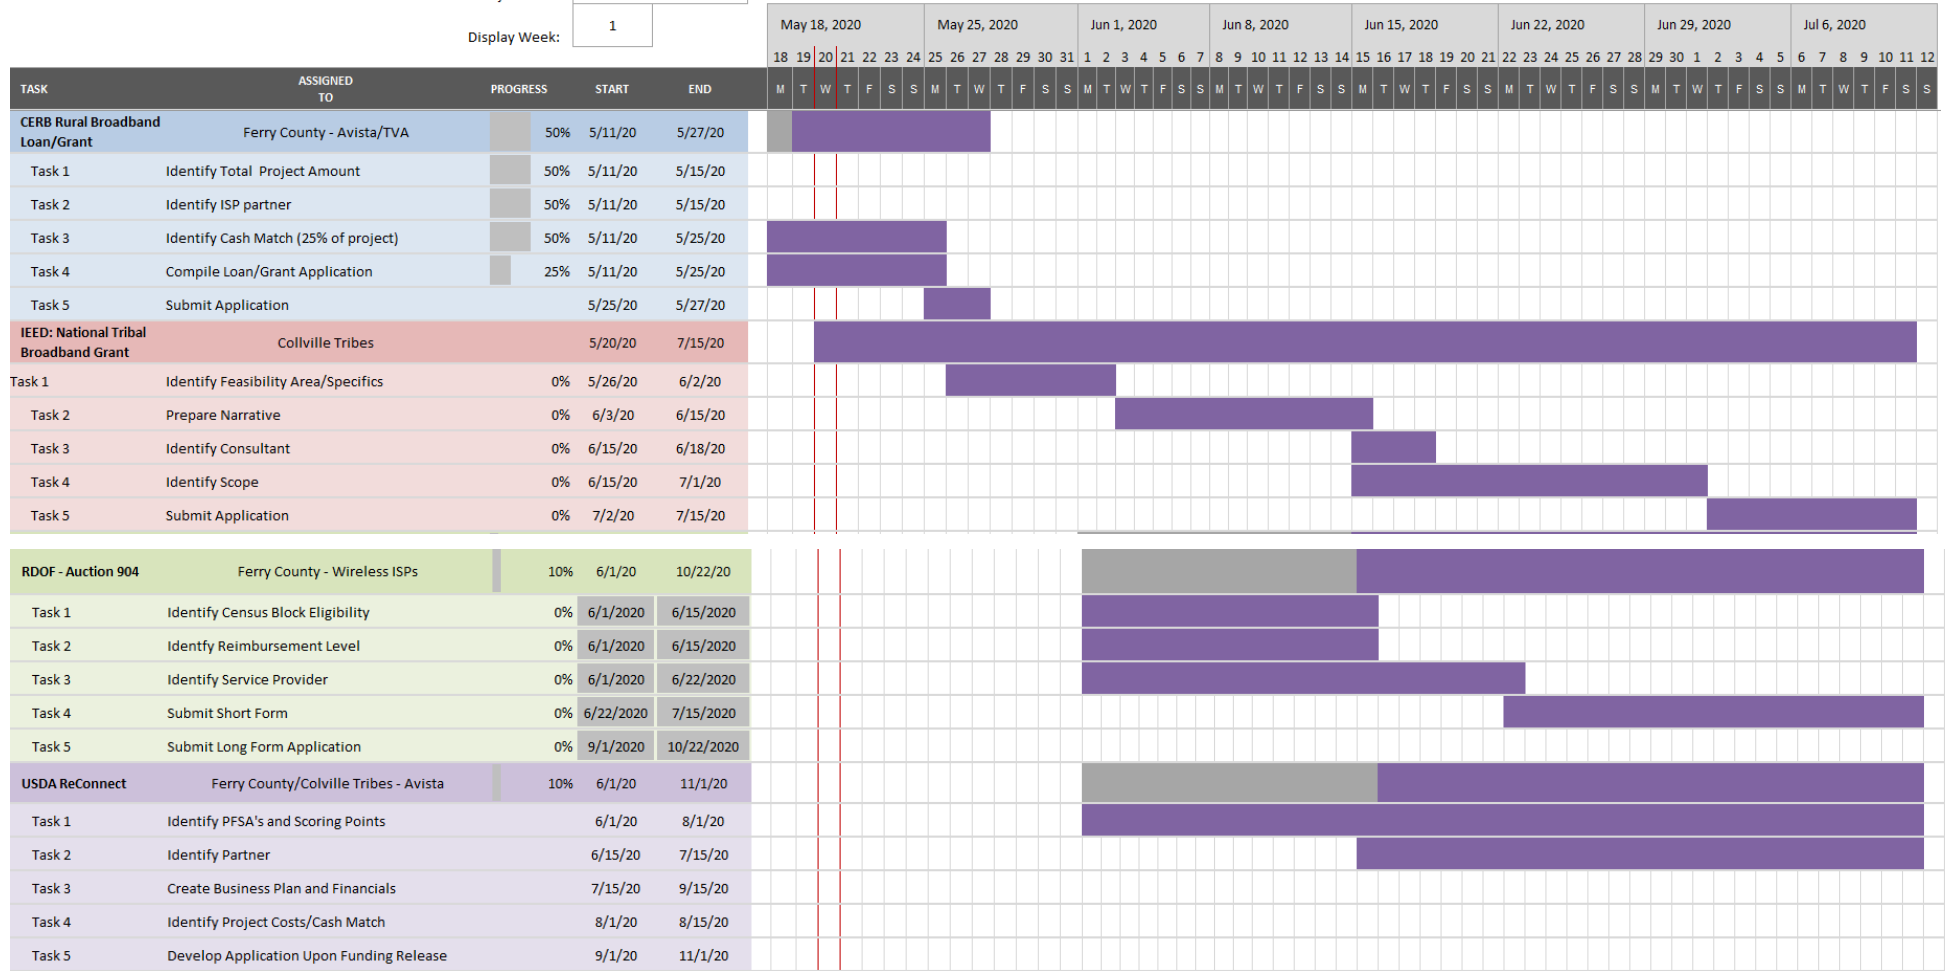 Display Week: 1
May 18, 2020 May 25, 2020 Jun 1, 2020 Jun 8, 2020 Jun 15, 2020 Jun 22, 2020 Jun 29, 2020 Jul 6, 2020
18 19 20 21 22 23 24 25 26 27 28 29 30 31 1 2 3 4 5 6 7 8 9 10 11 12 13 14 15 16 17 18 19 20 21 22 23 24 25 26 27 28 29 30 1 2 3 4 5 6 7 8 9 10 11 12
TASK ASSIGNED TO PROGRESS START END M T W T F S S M T W T F S S M T W T F S S M T W T F S S M T W T F S S M T W T F S S M T W T F S S M T W T F S S
CERB Rural Broadband Loan/Grant Ferry County - Avista/TVA 50% 5/11/20 5/27/20
Task 1 Identify Total Project Amount 50% 5/11/20 5/15/20
Task 2 Identify ISP partner 50% 5/11/20 5/15/20
Task 3 Identify Cash Match (25% of project) 50% 5/11/20 5/25/20
Task 4 Compile Loan/Grant Application 25% 5/11/20 5/25/20
Task 5 Submit Application 5/25/20 5/27/20
IEED: National Tribal Broadband Grant Collville Tribes 5/20/20 7/15/20
Task 1 Identify Feasibility Area/Specifics 0% 5/26/20 6/2/20
Task 2 Prepare Narrative 0% 6/3/20 6/15/20
Task 3 Identify Consultant 0% 6/15/20 6/18/20
Task 4 Identify Scope 0% 6/15/20 7/1/20
Task 5 Submit Application 0% 7/2/20 7/15/20
RDOF - Auction 904 Ferry County - Wireless ISPs 10% 6/1/20 10/22/20
Task 1 Identify Census Block Eligibility 0% 6/1/2020 6/15/2020
Task 2 Identfy Reimbursement Level 0% 6/1/2020 6/15/2020
Task 3 Identify Service Provider 0% 6/1/2020 6/22/2020
Task 4 Submit Short Form 0% 6/22/2020 7/15/2020
Task 5 Submit Long Form Application 0% 9/1/2020 10/22/2020
USDA ReConnect Ferry County/Colville Tribes - Avista 10% 6/1/20 11/1/20
Task 1 Identify PFSA's and Scoring Points 6/1/20 8/1/20
Task 2 Identify Partner 6/15/20 7/15/20
Task 3 Create Business Plan and Financials 7/15/20 9/15/20
Task 4 Identify Project Costs/Cash Match 8/1/20 8/15/20
Task 5 Develop Application Upon Funding Release 9/1/20 11/1/20